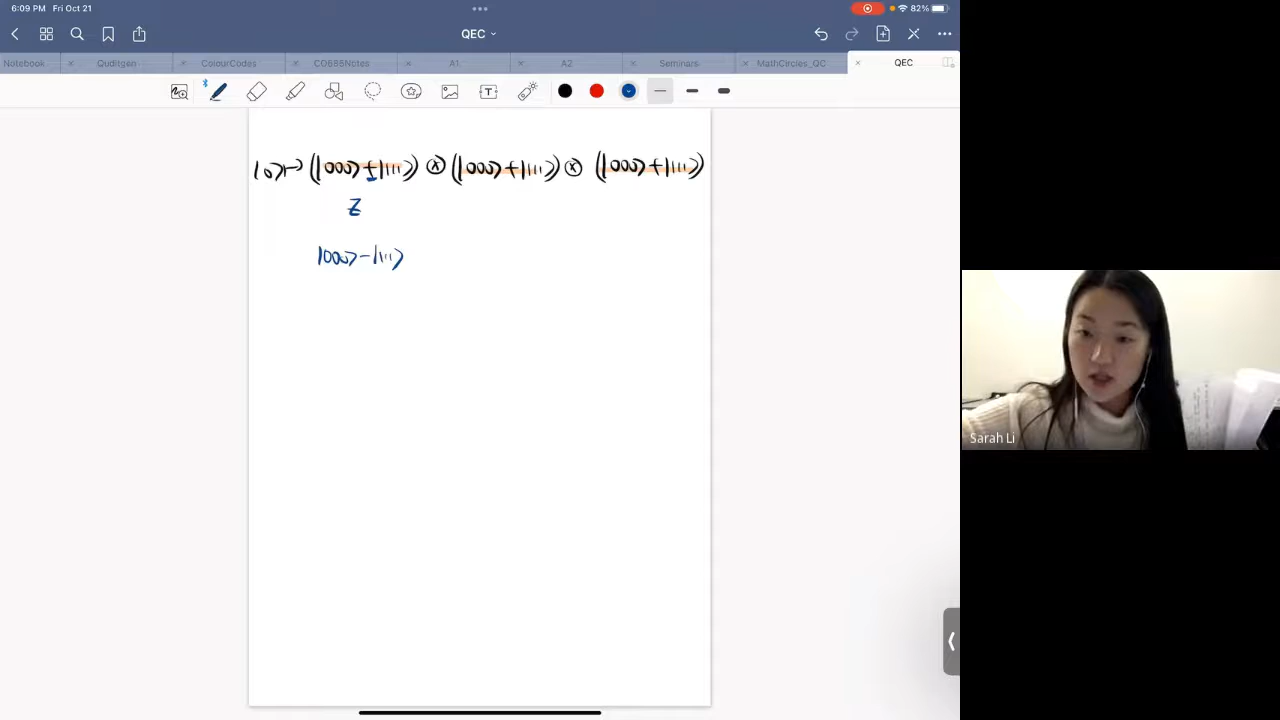 6:09 PM Fri Oct 21
82%
QEC
Notebook
Quditgen
ColourCodes
CO688Notes
A1
A2
Seminars
MathCircles_QC
QEC
|0⟩→(|000⟩+|111⟩)⊗(|000⟩+|111⟩)⊗(|000⟩+|111⟩)
Z
|000⟩-|111⟩
Sarah Li